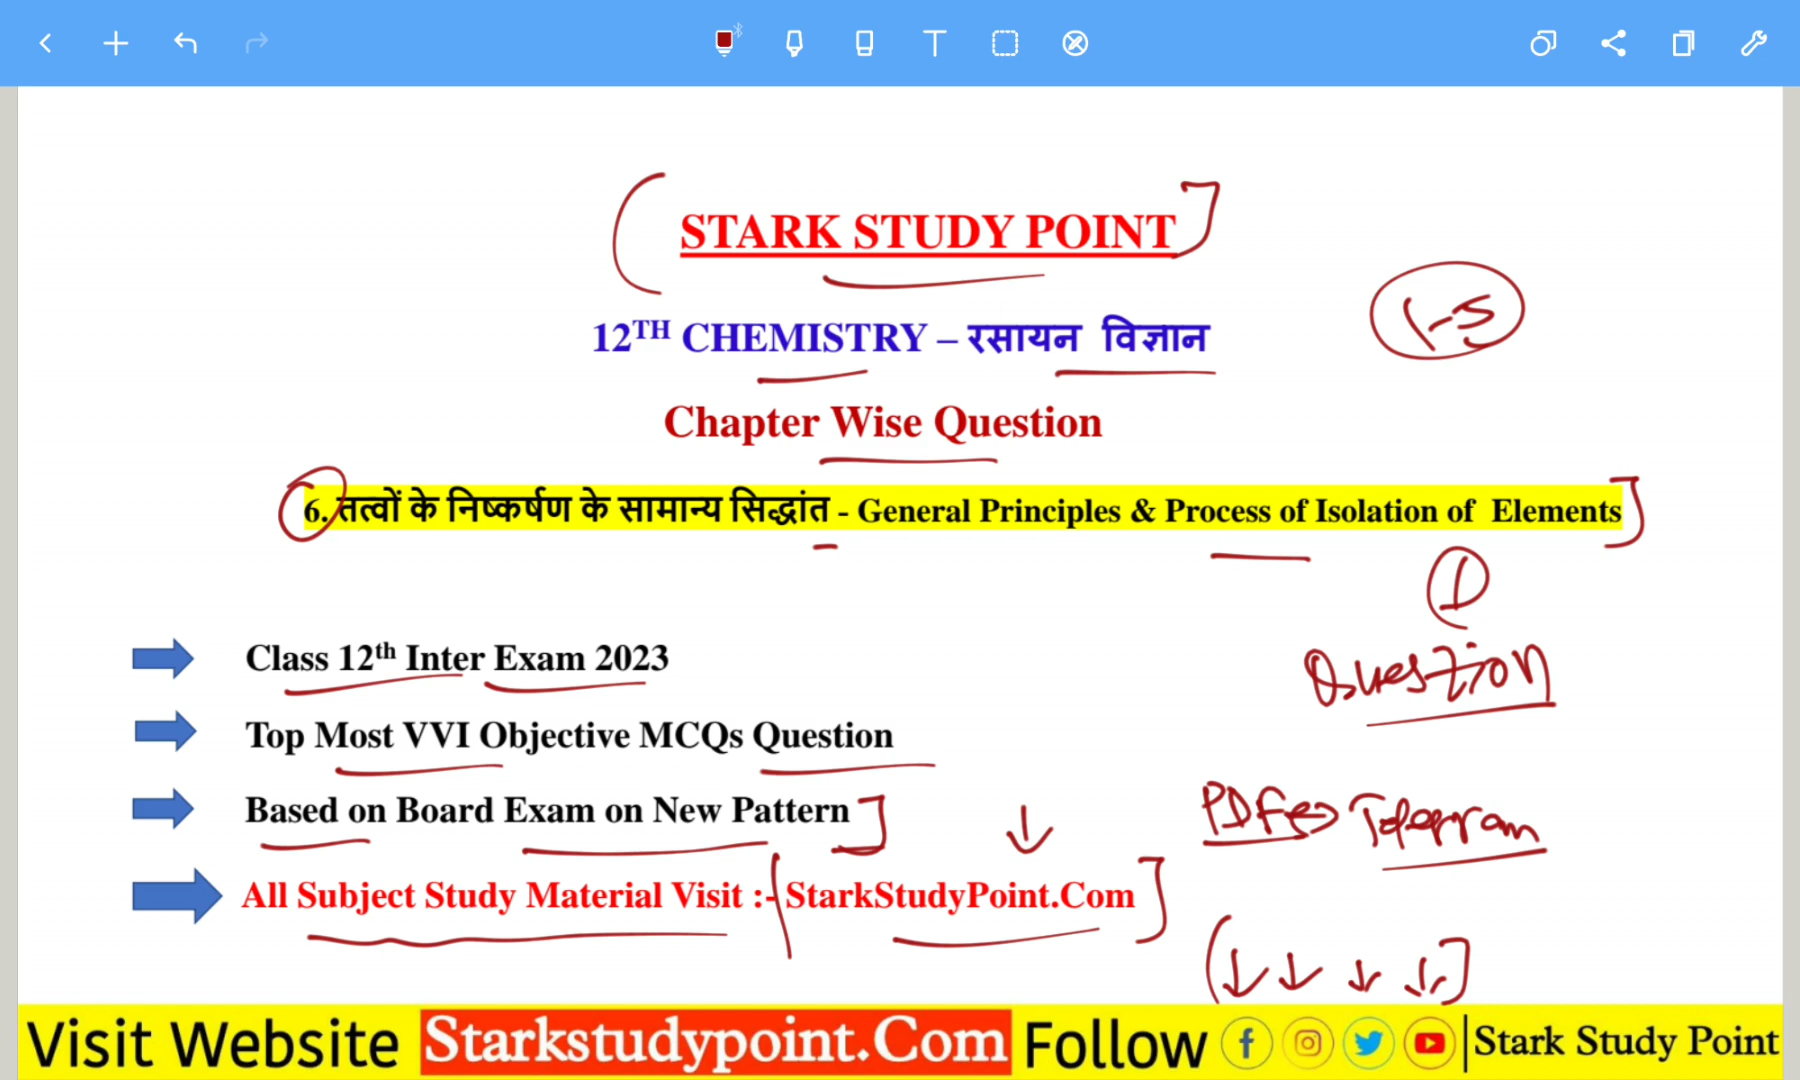 STARK STUDY POINT
12TH CHEMISTRY – रसायन विज्ञान
1-5
Chapter Wise Question
6. तत्वों के निष्कर्षण के सामान्य सिद्धांत - General Principles & Process of Isolation of Elements
1
Question
Class 12th Inter Exam 2023
Top Most VVI Objective MCQs Question
Based on Board Exam on New Pattern
PDF Telegram
All Subject Study Material Visit :- StarkStudyPoint.Com
Visit Website Starkstudypoint.Com Follow Stark Study Point